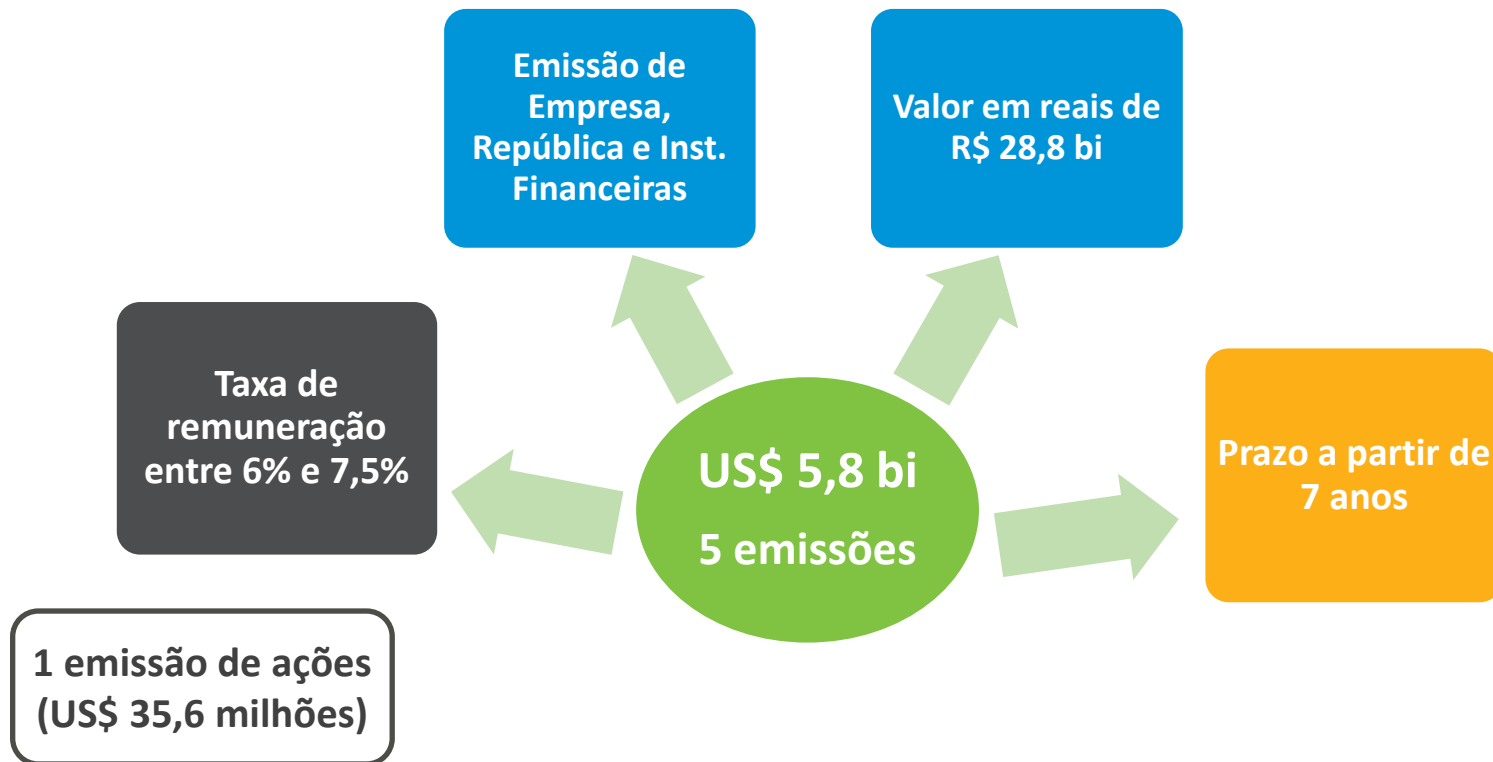 Emissão de
Empresa,
República e Inst.
Financeiras
Valor em reais de
R$ 28,8 bi
Taxa de
remuneração
entre 6% e 7,5%
US$ 5,8 bi
5 emissões
Prazo a partir de
7 anos
1 emissão de ações
(US$ 35,6 milhões)